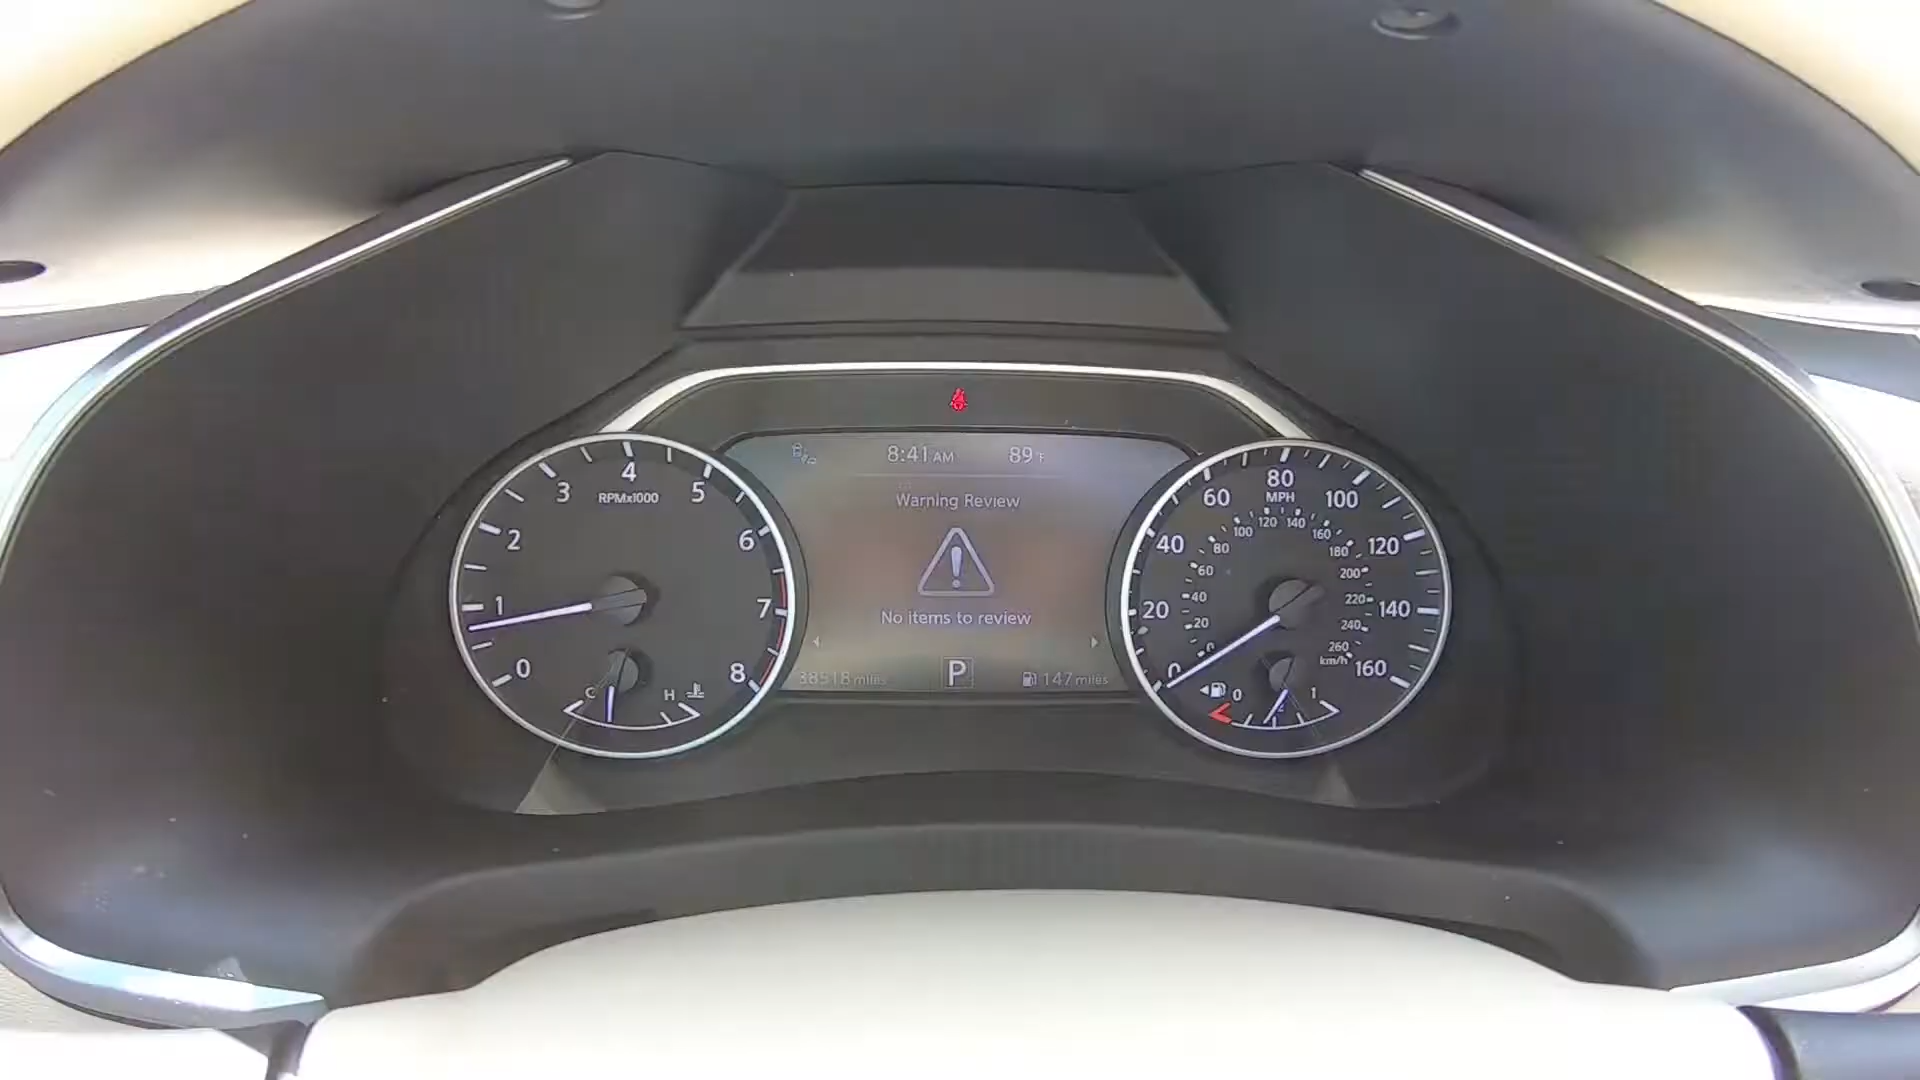 8:41 AM 89°F
Warning Review
No items to review
38518 miles P 147 miles
0 1 2 3 4 5 6 7 8
RPMx1000
C H
0 20 40 60 80 100 120 140 160
MPH
0 20 40 60 80 100 120 140 160 180 200 220 240 260
km/h
0 1